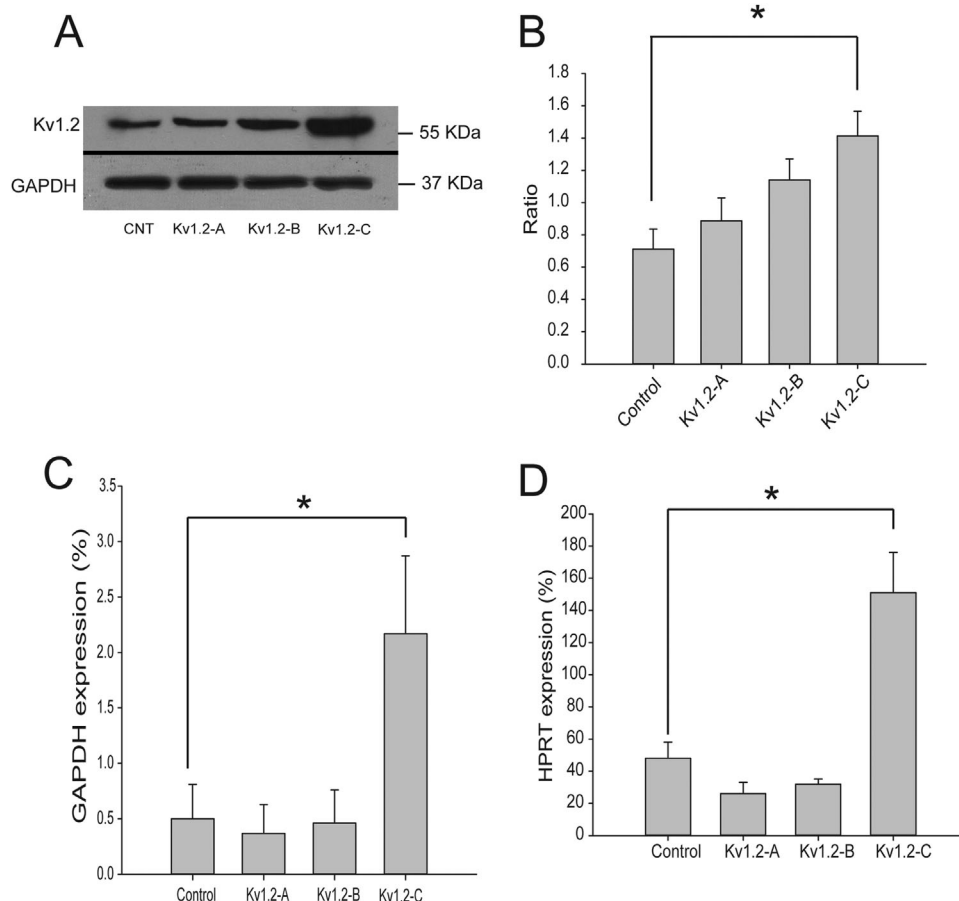 A
Kv1.2
55 KDa
GAPDH
37 KDa
CNT Kv1.2-A Kv1.2-B Kv1.2-C
B
*
Ratio
1.8
1.6
1.4
1.2
1.0
0.8
0.6
0.4
0.2
0.0
Control Kv1.2-A Kv1.2-B Kv1.2-C
C
*
GAPDH expression (%)
3.5
3.0
2.5
2.0
1.5
1.0
0.5
0.0
Control Kv1.2-A Kv1.2-B Kv1.2-C
D
*
HPRT expression (%)
200
180
160
140
120
100
80
60
40
20
0
Control Kv1.2-A Kv1.2-B Kv1.2-C